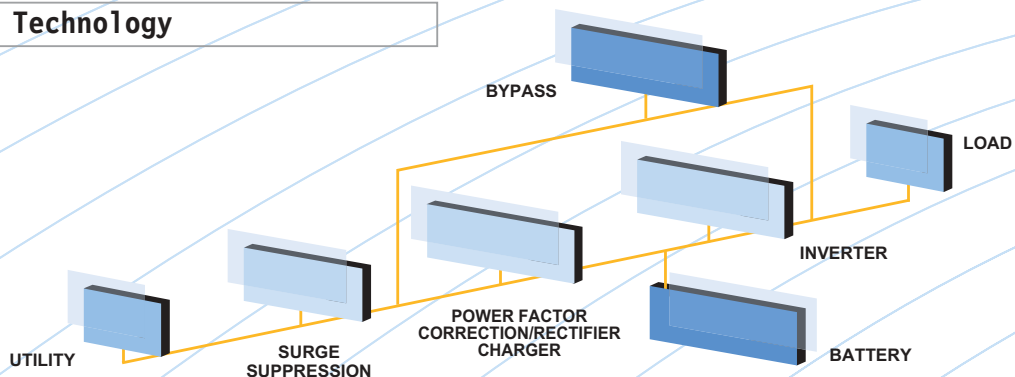 Technology
BYPASS
LOAD
INVERTER
POWER FACTOR
CORRECTION/RECTIFIER
CHARGER
BATTERY
UTILITY
SURGE
SUPPRESSION